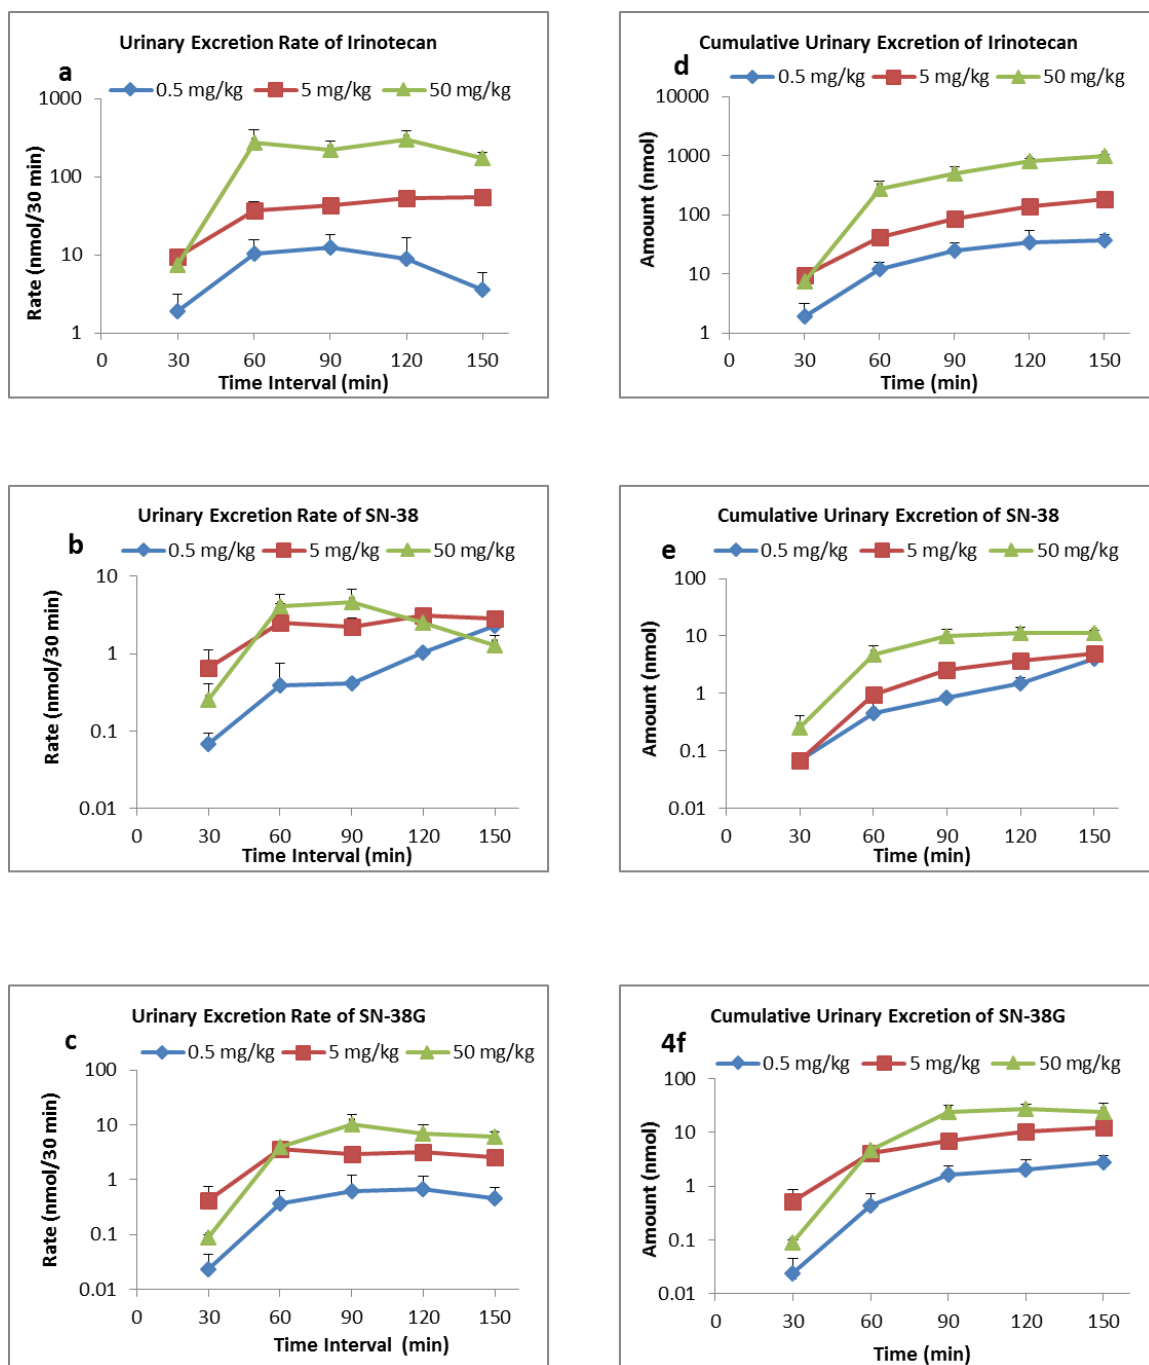 Urinary Excretion Rate of Irinotecan
a
0.5 mg/kg 5 mg/kg 50 mg/kg
1000
100
10
1
Rate (nmol/30 min)
0 30 60 90 120 150
Time Interval (min)
Cumulative Urinary Excretion of Irinotecan
d
0.5 mg/kg 5 mg/kg 50 mg/kg
10000
1000
100
10
1
Amount (nmol)
0 30 60 90 120 150
Time (min)
Urinary Excretion Rate of SN-38
b
0.5 mg/kg 5 mg/kg 50 mg/kg
10
1
0.1
0.01
Rate (nmol/30 min)
0 30 60 90 120 150
Time Interval (min)
Cumulative Urinary Excretion of SN-38
e
0.5 mg/kg 5 mg/kg 50 mg/kg
100
10
1
0.1
0.01
Amount (nmol)
0 30 60 90 120 150
Time (min)
Urinary Excretion Rate of SN-38G
c
0.5 mg/kg 5 mg/kg 50 mg/kg
100
10
1
0.1
0.01
Rate (nmol/30 min)
0 30 60 90 120 150
Time Interval (min)
Cumulative Urinary Excretion of SN-38G
4f
0.5 mg/kg 5 mg/kg 50 mg/kg
100
10
1
0.1
0.01
Amount (nmol)
0 30 60 90 120 150
Time (min)